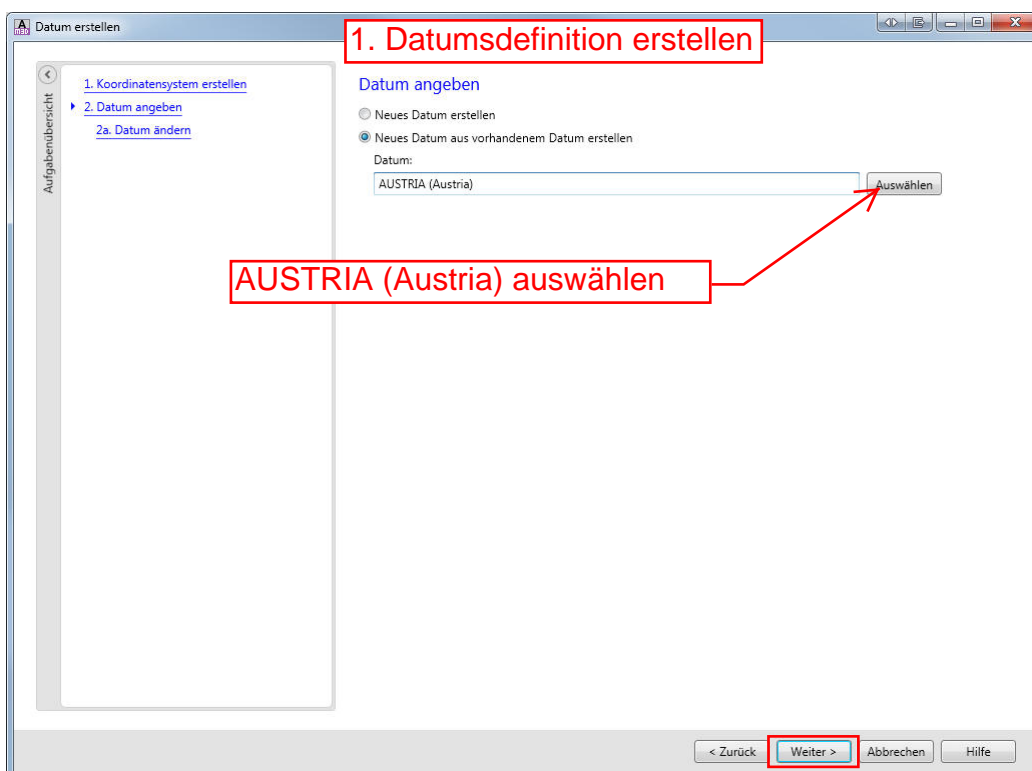 Datum erstellen
1. Datumsdefinition erstellen
Aufgabenübersicht
1. Koordinatensystem erstellen
2. Datum angeben
2a. Datum ändern
Datum angeben
Neues Datum erstellen
Neues Datum aus vorhandenem Datum erstellen
Datum:
AUSTRIA (Austria)
Auswählen
AUSTRIA (Austria) auswählen
< Zurück
Weiter >
Abbrechen
Hilfe